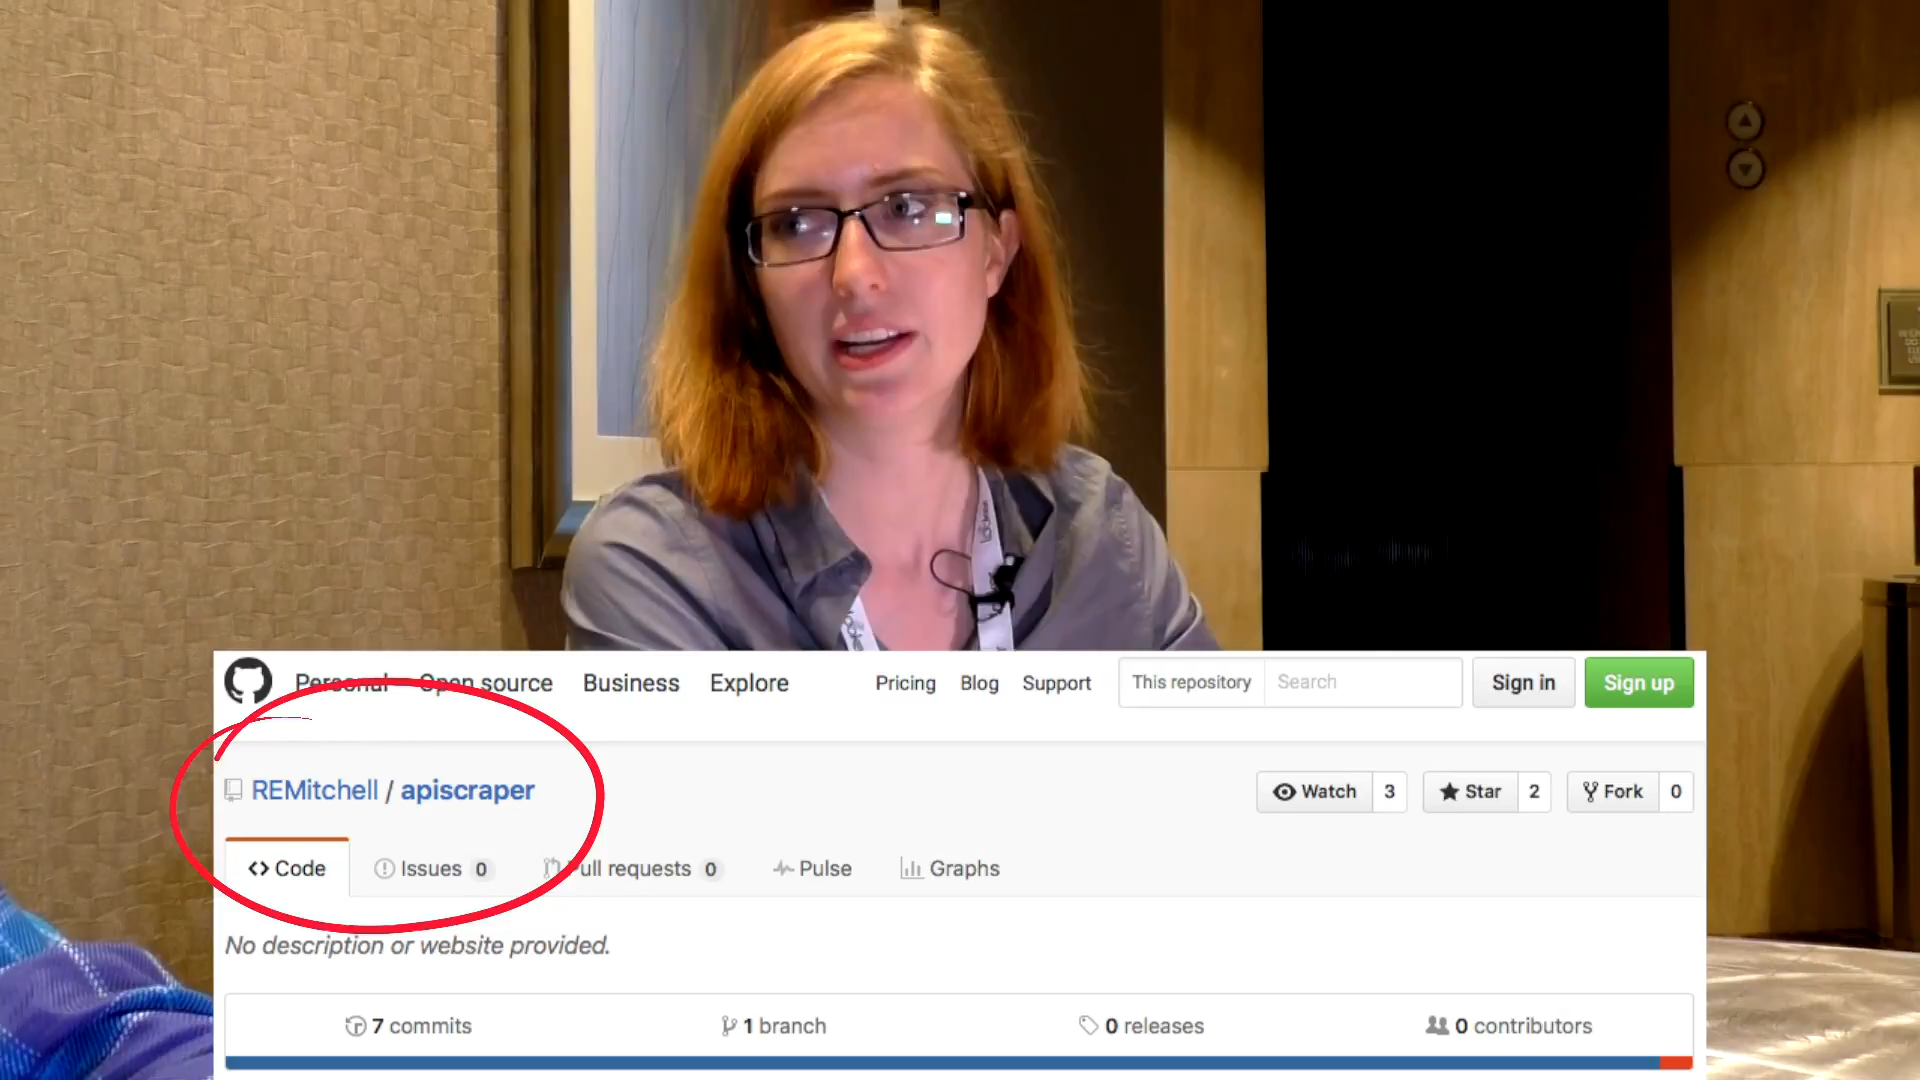 Looker
Personal Open source Business Explore Pricing Blog Support This repository Search Sign in Sign up
REMitchell / apiscraper Watch 3 Star 2 Fork 0
Code Issues 0 Pull requests 0 Pulse Graphs
No description or website provided.
7 commits 1 branch 0 releases 0 contributors